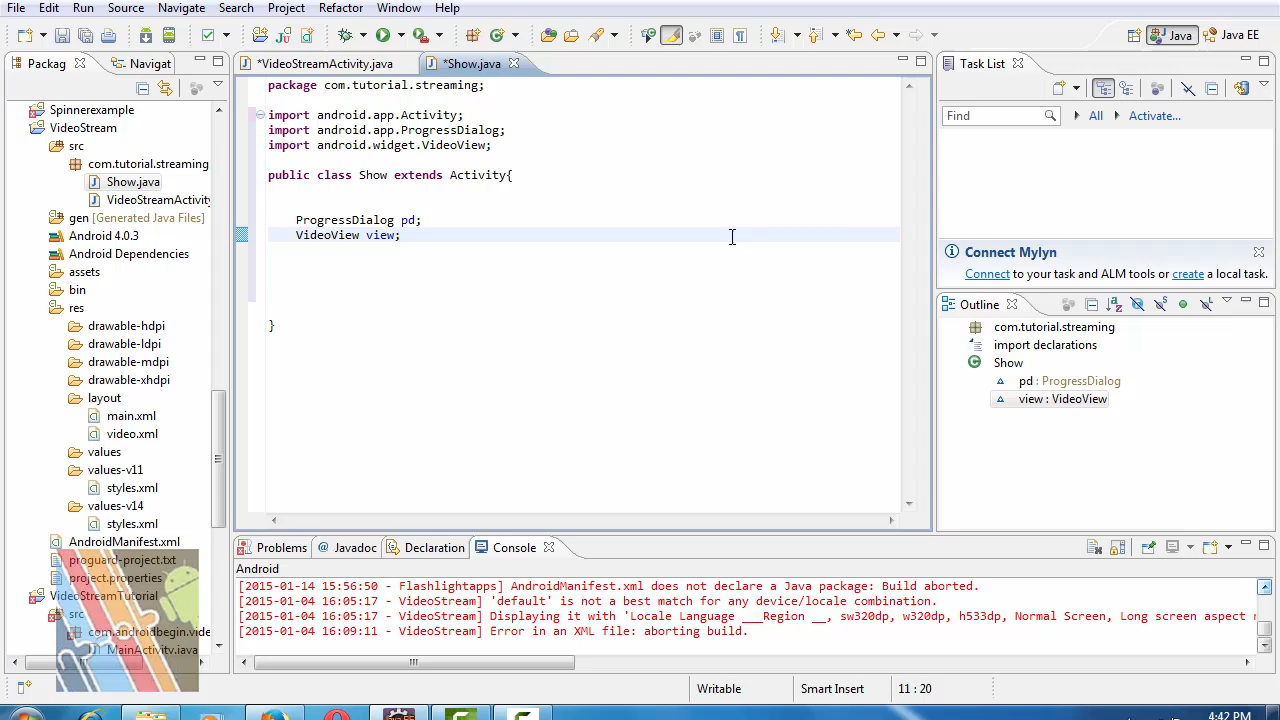 File Edit Run Source Navigate Search Project Refactor Window Help
Java Java EE
Packag Navigat
*VideoStreamActivity.java *Show.java
Task List
Find All Activate...
Spinnerexample
VideoStream
src
com.tutorial.streaming
Show.java
VideoStreamActivity
gen [Generated Java Files]
Android 4.0.3
Android Dependencies
assets
bin
res
drawable-hdpi
drawable-ldpi
drawable-mdpi
drawable-xhdpi
layout
main.xml
video.xml
values
values-v11
styles.xml
values-v14
styles.xml
AndroidManifest.xml
proguard-project.txt
project.properties
VideoStreamTutorial
src
com.androidbegin.vide
MainActivity.java
package com.tutorial.streaming;
import android.app.Activity;
import android.app.ProgressDialog;
import android.widget.VideoView;
public class Show extends Activity{
ProgressDialog pd;
VideoView view;
}
Connect Mylyn
Connect to your task and ALM tools or create a local task.
Outline
com.tutorial.streaming
import declarations
Show
pd : ProgressDialog
view : VideoView
Problems Javadoc Declaration Console
Android
[2015-01-14 15:56:50 - Flashlightapps] AndroidManifest.xml does not declare a Java package: Build aborted.
[2015-01-04 16:05:17 - VideoStream] 'default' is not a best match for any device/locale combination.
[2015-01-04 16:05:17 - VideoStream] Displaying it with 'Locale Language ___Region __, sw320dp, w320dp, h533dp, Normal Screen, Long screen aspect r
[2015-01-04 16:09:11 - VideoStream] Error in an XML file: aborting build.
Writable Smart Insert 11 : 20
4:42 PM